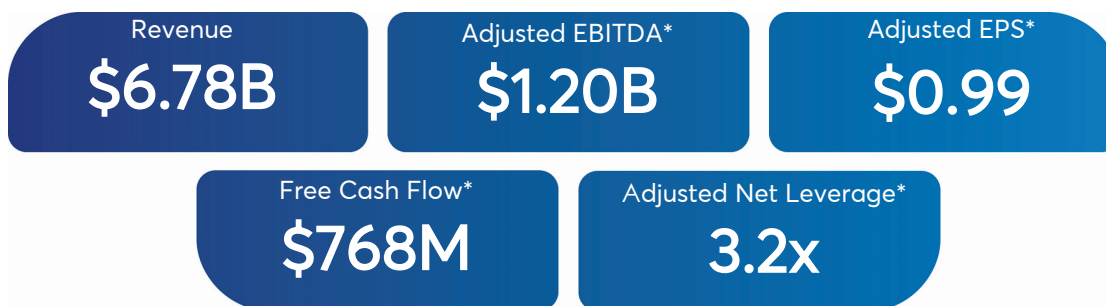 Revenue
$6.78B
Adjusted EBITDA*
$1.20B
Adjusted EPS*
$0.99
Free Cash Flow*
$768M
Adjusted Net Leverage*
3.2x